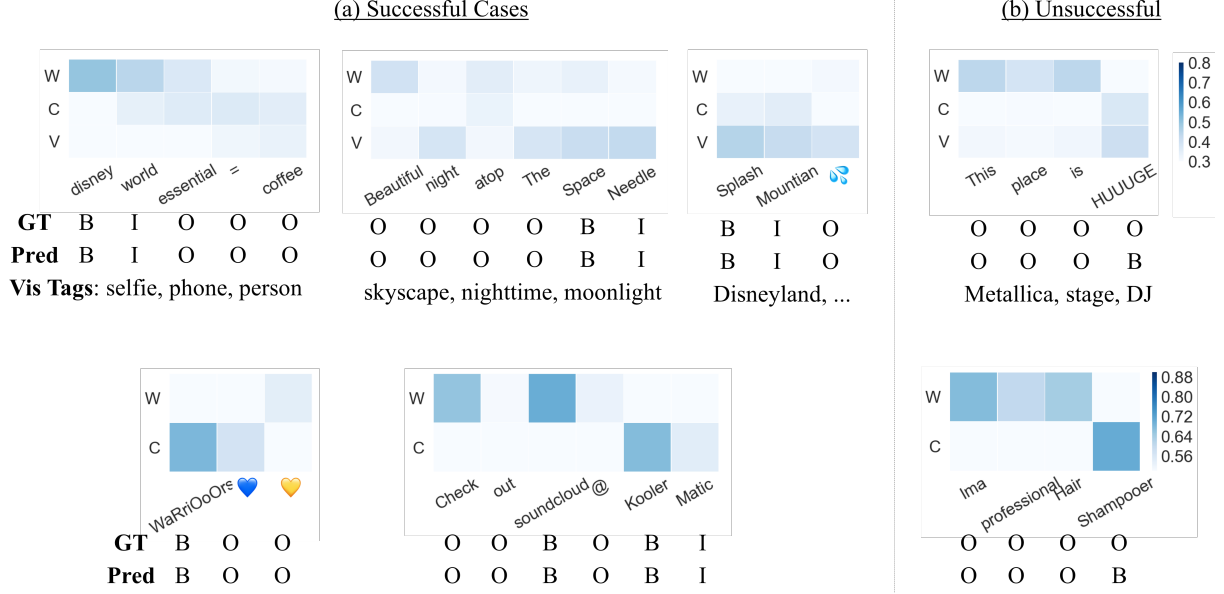 (a) Successful Cases
(b) Unsuccessful
W
C
V
disney world essential = coffee
GT B I O O O
Pred B I O O O
Vis Tags: selfie, phone, person
W
C
V
Beautiful night atop The Space Needle
O O O O B I
O O O O B I
skyscape, nighttime, moonlight
W
C
V
Splash Mountian 💦
B I O
B I O
Disneyland, ...
W
C
V
This place is HUUUGE
O O O O
O O O B
Metallica, stage, DJ
0.8
0.7
0.6
0.5
0.4
0.3
W
C
WaRriOoOrs 💙 💛
GT B O O
Pred B O O
W
C
Check out soundcloud @ Kooler Matic
O O B O B I
O O B O B I
W
C
Ima professional Hair Shampooer
O O O O
O O O B
0.88
0.80
0.72
0.64
0.56